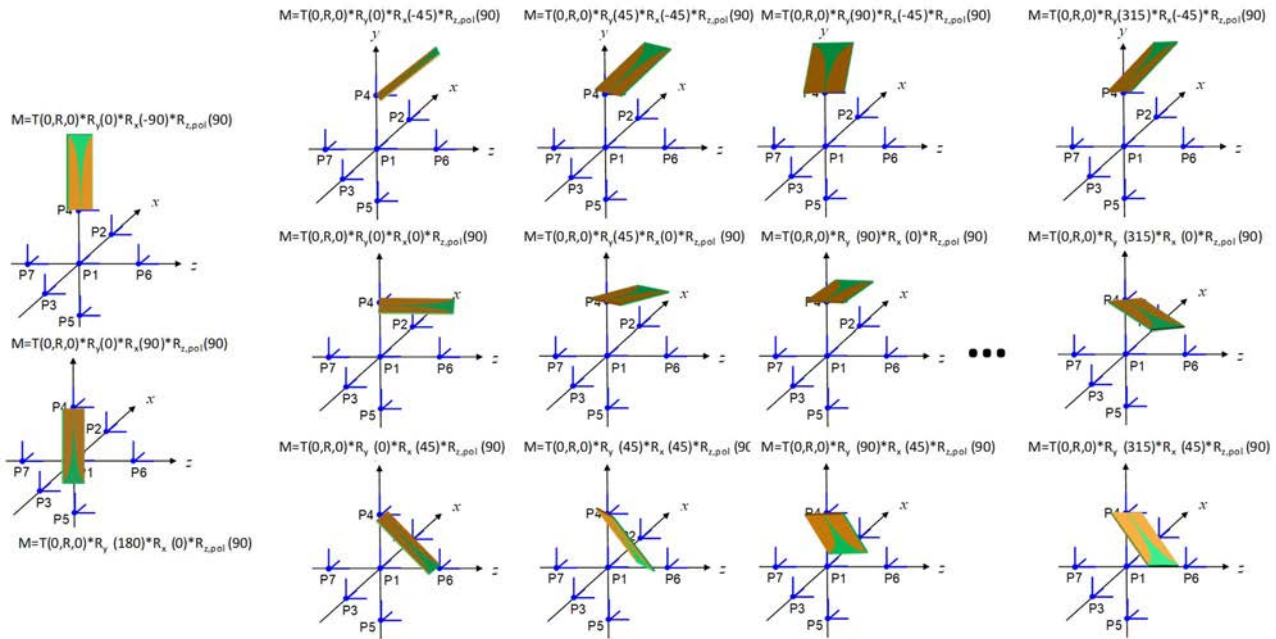 M=T(0,R,0)*Ry(0)*Rx(-45)*Rz,pol(90)
M=T(0,R,0)*Ry(45)*Rx(-45)*Rz,pol(90)
M=T(0,R,0)*Ry(90)*Rx(-45)*Rz,pol(90)
M=T(0,R,0)*Ry(315)*Rx(-45)*Rz,pol(90)
y
P4
x
P2
P7
P1
P6
z
P3
P5
y
P4
x
P2
P7
P1
P6
z
P3
P5
y
P4
x
P2
P7
P1
P6
z
P3
P5
y
P4
x
P2
P7
P1
P6
z
P3
P5
M=T(0,R,0)*Ry(0)*Rx(-90)*Rz,pol(90)
P4
x
P2
P7
P1
P6
z
P3
P5
M=T(0,R,0)*Ry(0)*Rx(0)*Rz,pol(90)
M=T(0,R,0)*Ry(45)*Rx(0)*Rz,pol (90)
M=T(0,R,0)*Ry (90)*Rx (0)*Rz,pol (90)
M=T(0,R,0)*Ry (315)*Rx (0)*Rz,pol (90)
P4
x
P2
P7
P1
P6
z
P3
P5
P4
x
P2
P7
P1
P6
z
P3
P5
P4
x
P2
P7
P1
P6
z
P3
P5
...
x
P7
P1
P6
z
P3
P5
M=T(0,R,0)*Ry(0)*Rx(90)*Rz,pol(90)
P4
x
P2
P7
P1
P6
z
P3
P5
M=T(0,R,0)*Ry (180)*Rx (0)*Rz,pol(90)
M=T(0,R,0)*Ry (0)*Rx (45)*Rz,pol (90)
M=T(0,R,0)*Ry (45)*Rx (45)*Rz,pol (90
M=T(0,R,0)*Ry (90)*Rx (45)*Rz,pol (90)
M=T(0,R,0)*Ry (315)*Rx (45)*Rz,pol (90)
P4
x
P7
P1
P6
z
P3
P5
P4
x
P2
P7
P1
P6
z
P3
P5
P4
x
P7
P1
P6
z
P3
P5
P4
x
P7
P1
P6
z
P3
P5